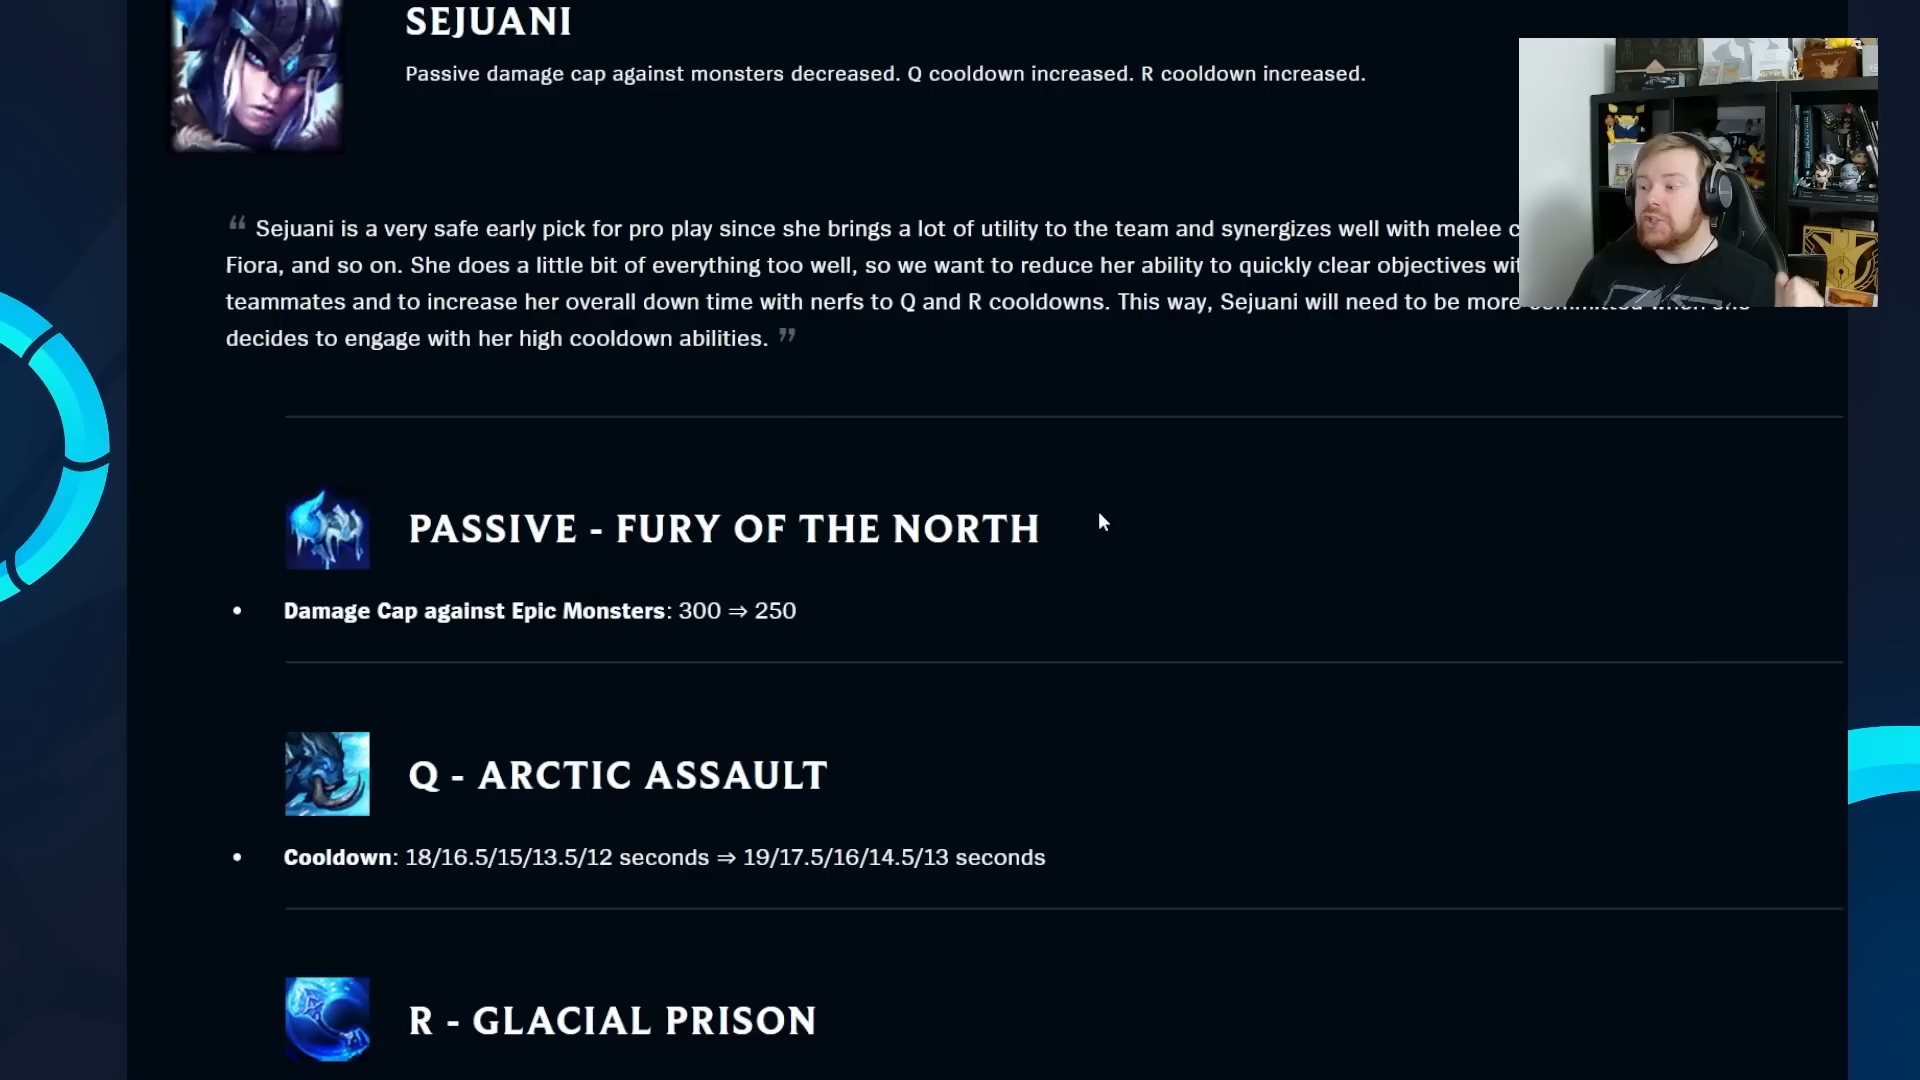 SEJUANI
Passive damage cap against monsters decreased. Q cooldown increased. R cooldown increased.
“ Sejuani is a very safe early pick for pro play since she brings a lot of utility to the team and synergizes well with melee
Fiora, and so on. She does a little bit of everything too well, so we want to reduce her ability to quickly clear objectives
teammates and to increase her overall down time with nerfs to Q and R cooldowns. This way, Sejuani will need to be more
decides to engage with her high cooldown abilities. ”
PASSIVE - FURY OF THE NORTH
• Damage Cap against Epic Monsters: 300 ⇒ 250
Q - ARCTIC ASSAULT
• Cooldown: 18/16.5/15/13.5/12 seconds ⇒ 19/17.5/16/14.5/13 seconds
R - GLACIAL PRISON